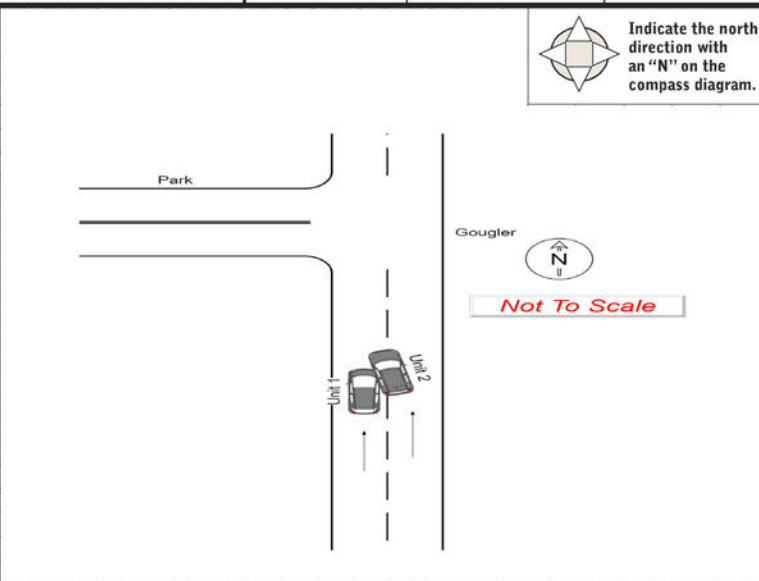 Indicate the north
direction with
an “N” on the
compass diagram.
Park
Gougler
N
Not To Scale
Unit 1
Unit 2